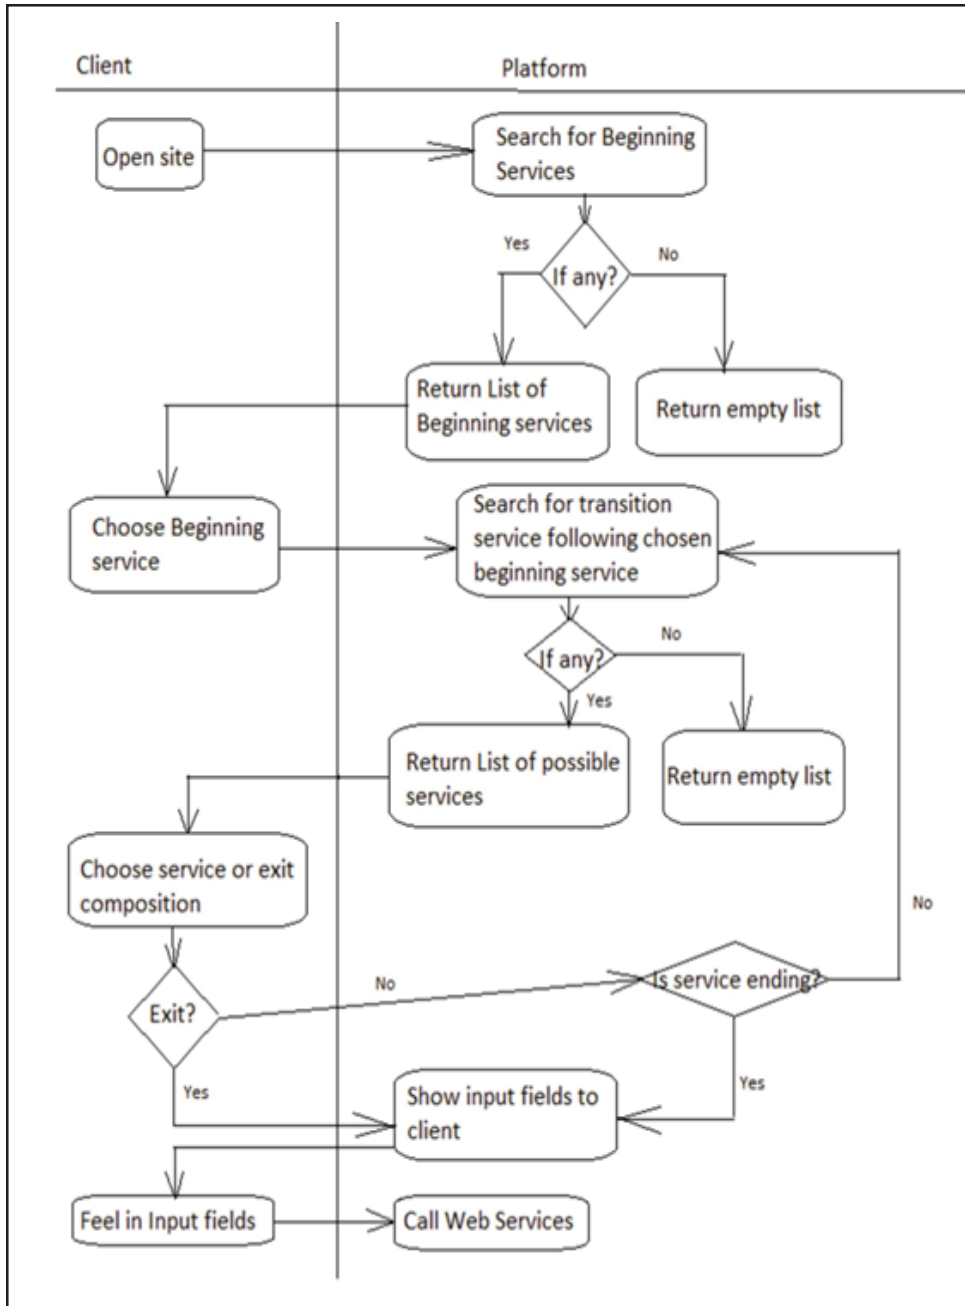 Client
Platform
Open site
Search for Beginning
Services
Yes
No
If any?
Return List of
Beginning services
Return empty list
Choose Beginning
service
Search for transition
service following chosen
beginning service
No
If any?
Yes
Return List of possible
services
Return empty list
Choose service or exit
composition
No
No
Is service ending?
Exit?
Yes
Yes
Show input fields to
client
Feel in Input fields
Call Web Services